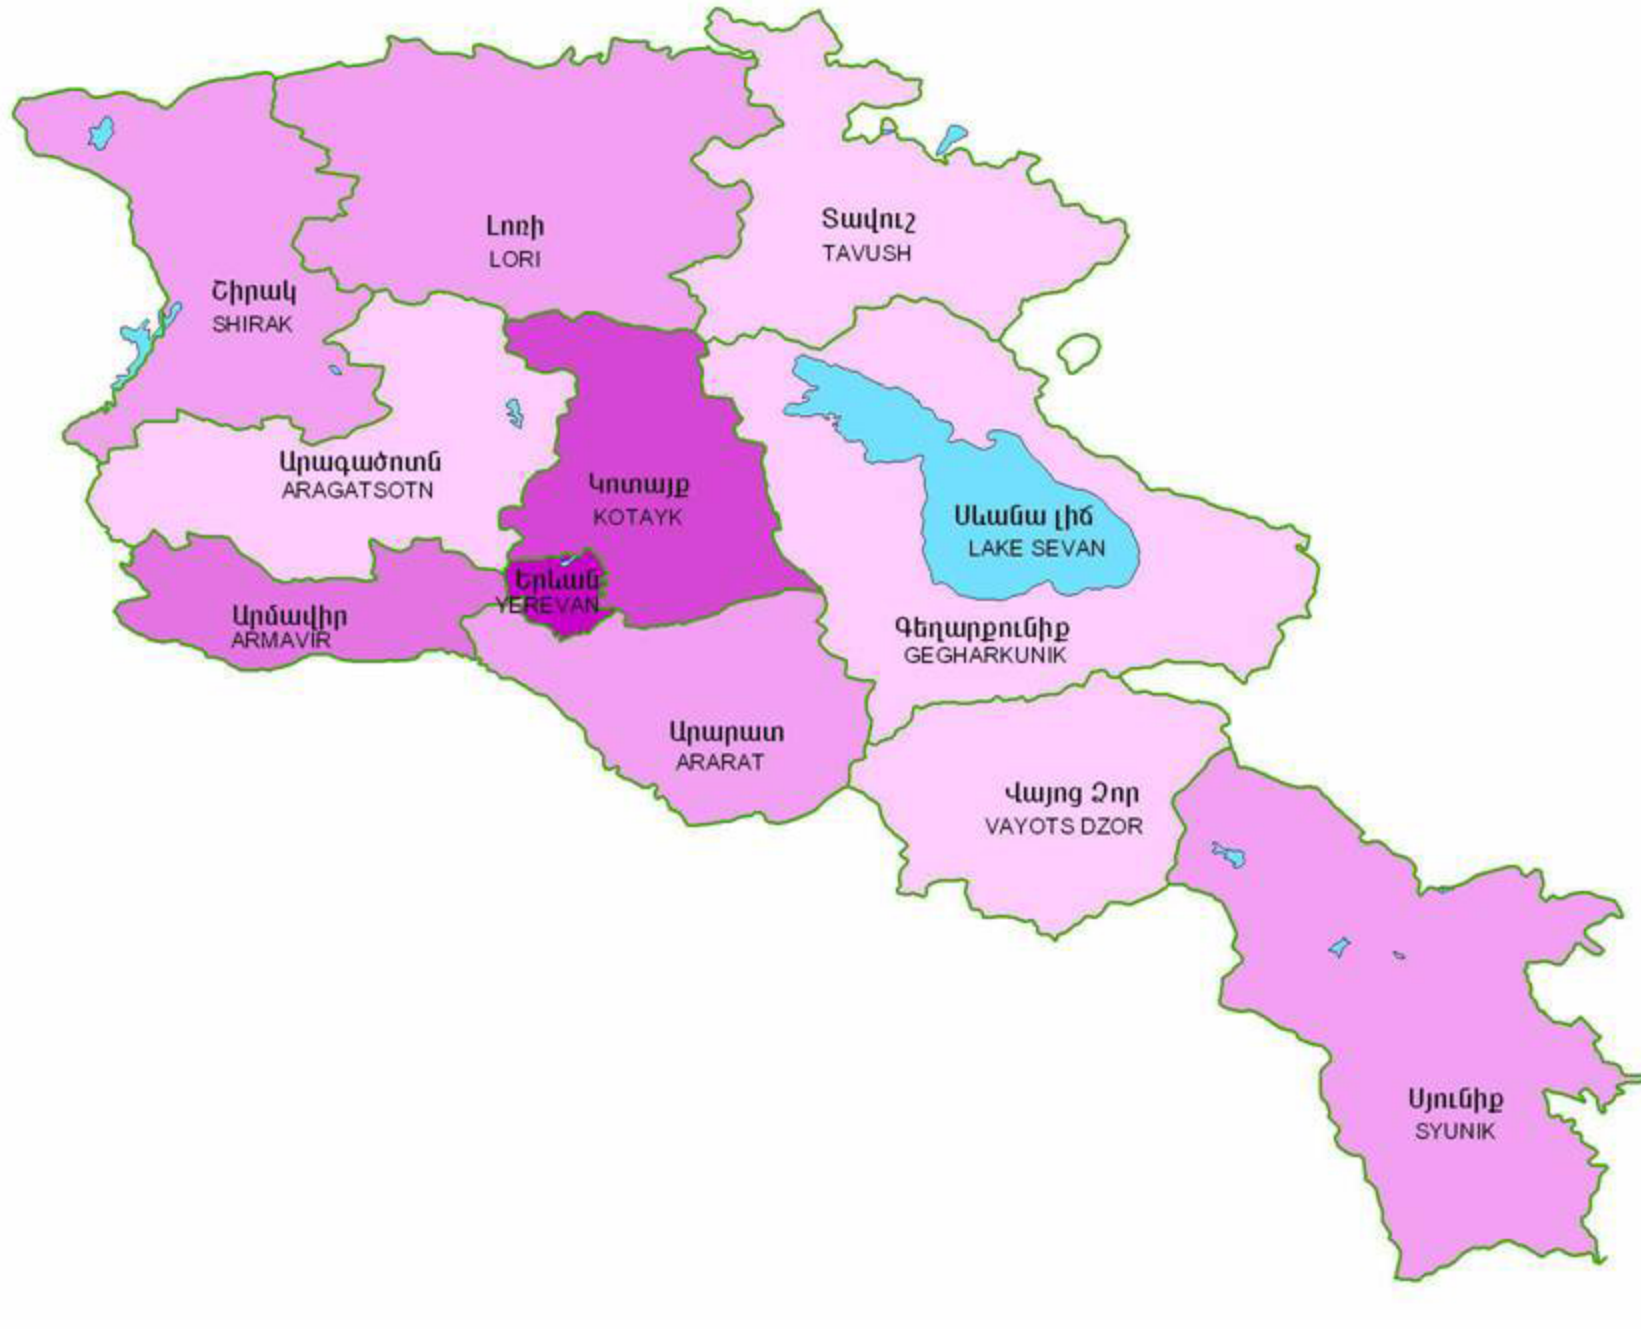 Տավուշ
TAVUSH
Լոռի
LORI
Շիրակ
SHIRAK
Արագածոտն
ARAGATSOTN
Կոտայք
KOTAYK
Սևանա լիճ
LAKE SEVAN
Երևան
YEREVAN
Արմավիր
ARMAVIR
Գեղարքունիք
GEGHARKUNIK
Արարատ
ARARAT
Վայոց Ձոր
VAYOTS DZOR
Սյունիք
SYUNIK